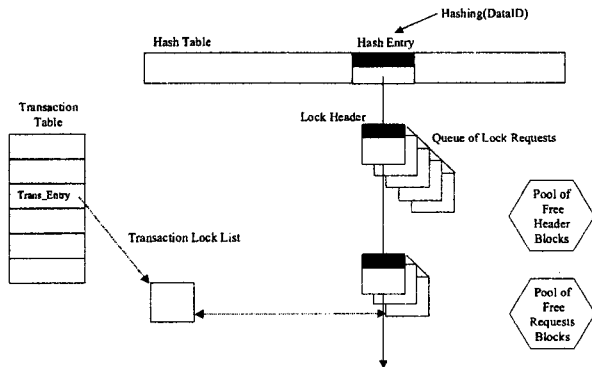 Hashing(DataID)
Hash Table
Hash Entry
Transaction
Table
Lock Header
Queue of Lock Requests
Trans_Entry
Pool of
Free
Header
Blocks
Transaction Lock List
Pool of
Free
Requests
Blocks